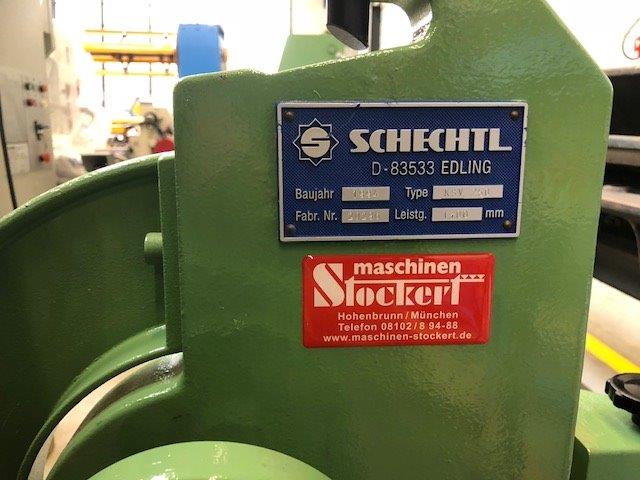 S SCHECHTL
D-83533 EDLING
Baujahr 1994 Type
Fabr. Nr. Leistg. mm
maschinen
Stockert
Hohenbrunn/München
Telefon 08102/8 94-88
www.maschinen-stockert.de